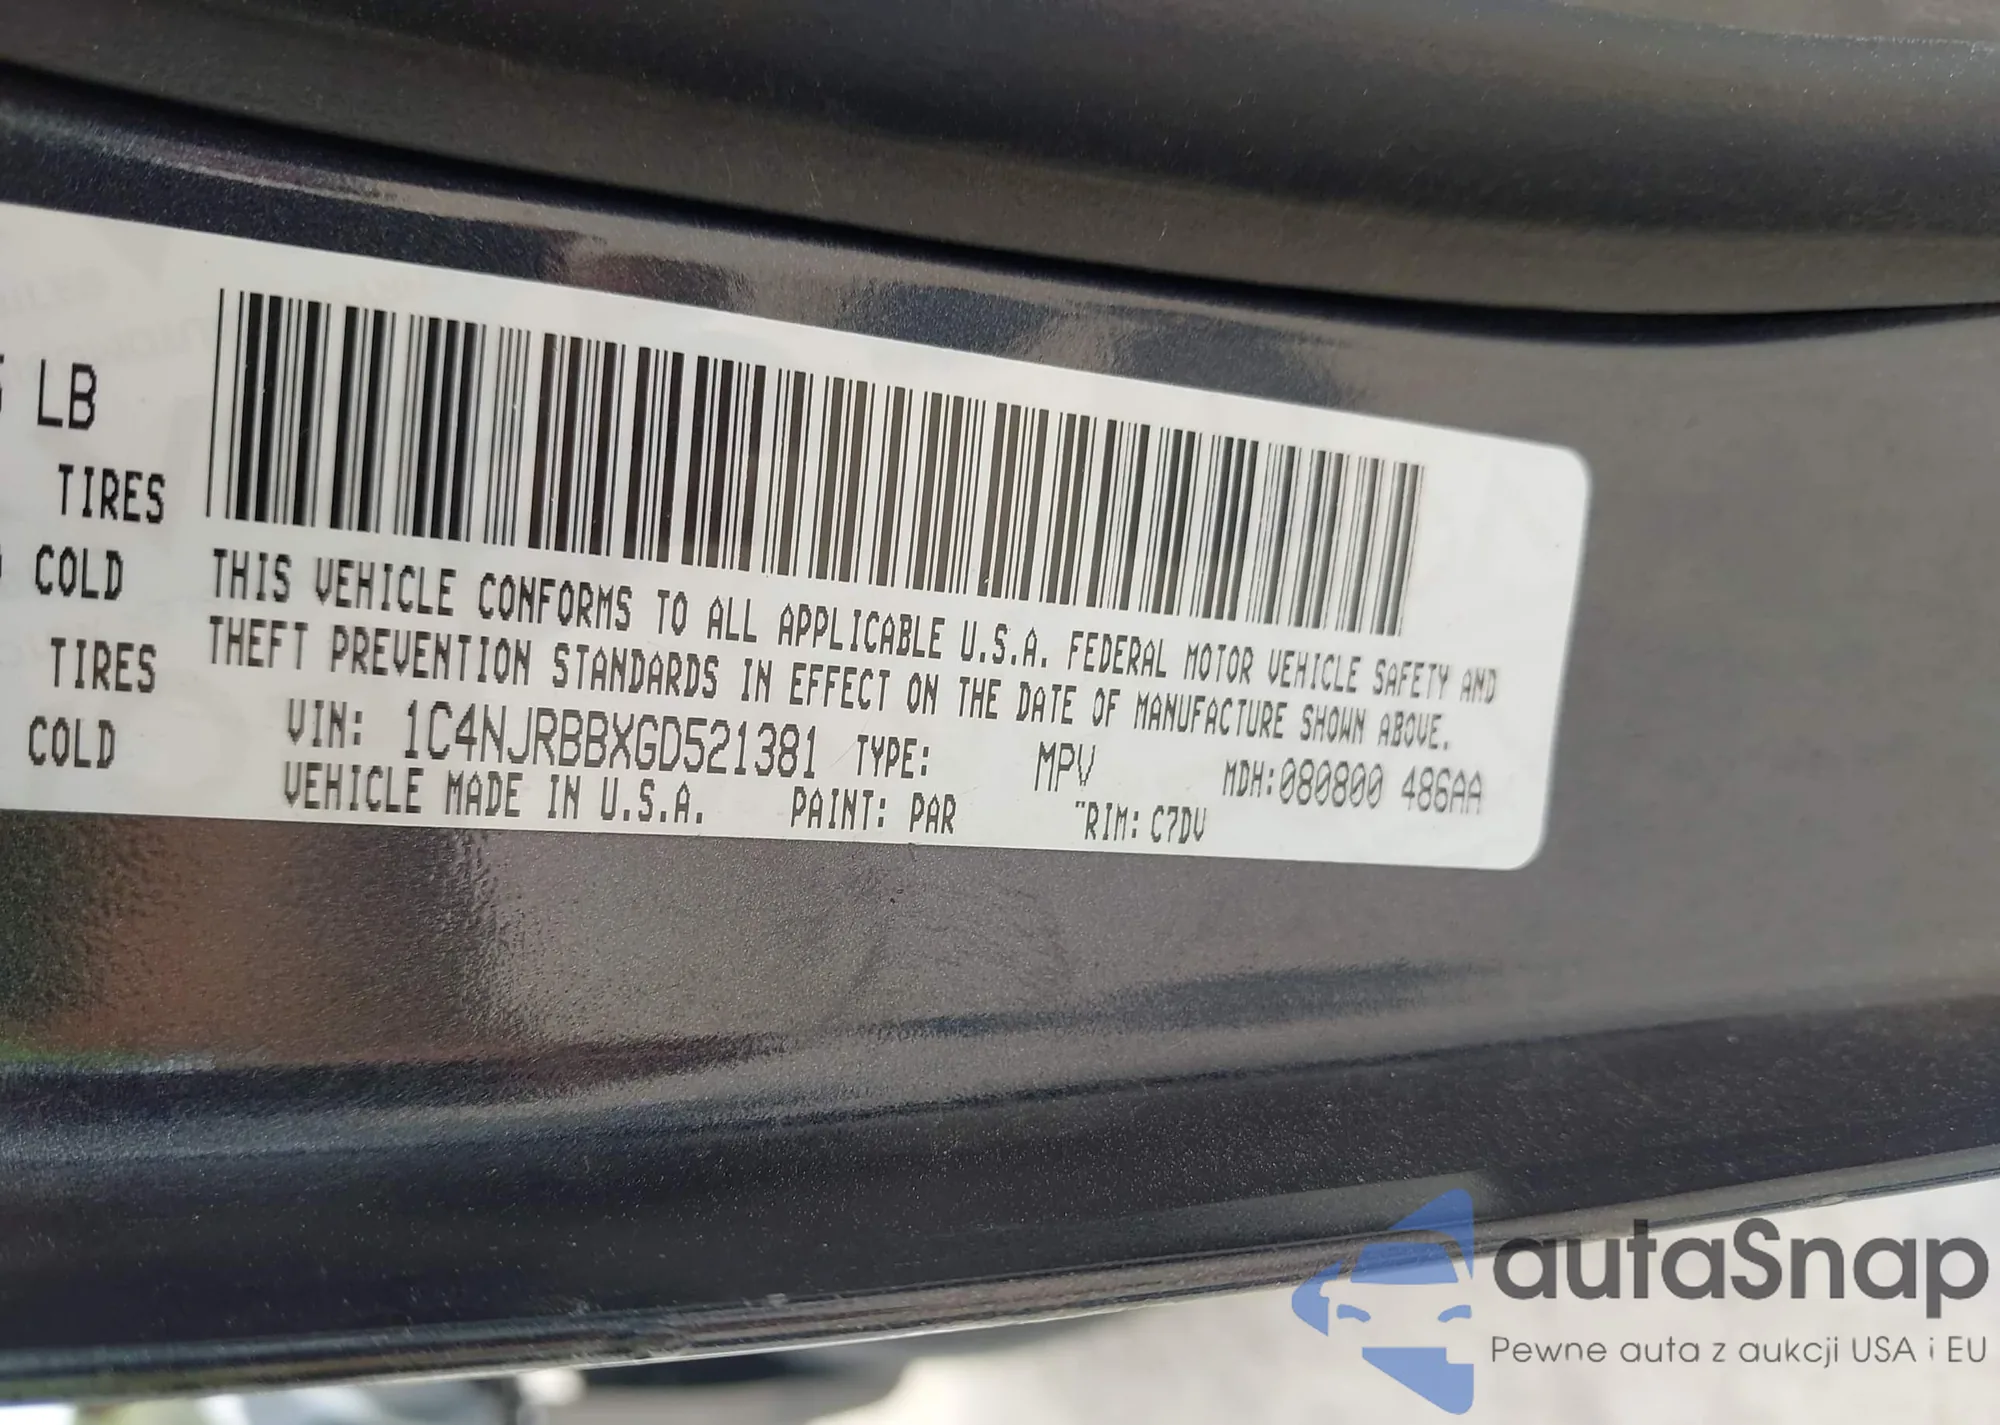 LB
TIRES
COLD
TIRES
COLD
THIS VEHICLE CONFORMS TO ALL APPLICABLE U.S.A. FEDERAL MOTOR VEHICLE SAFETY AND
THEFT PREVENTION STANDARDS IN EFFECT ON THE DATE OF MANUFACTURE SHOWN ABOVE.
VIN: 1C4NJRBBXGD521381 TYPE: MPV MDH:080800 486AA
VEHICLE MADE IN U.S.A. PAINT: PAR TRIM: C7DV
autaSnap
Pewne auta z aukcji USA i EU